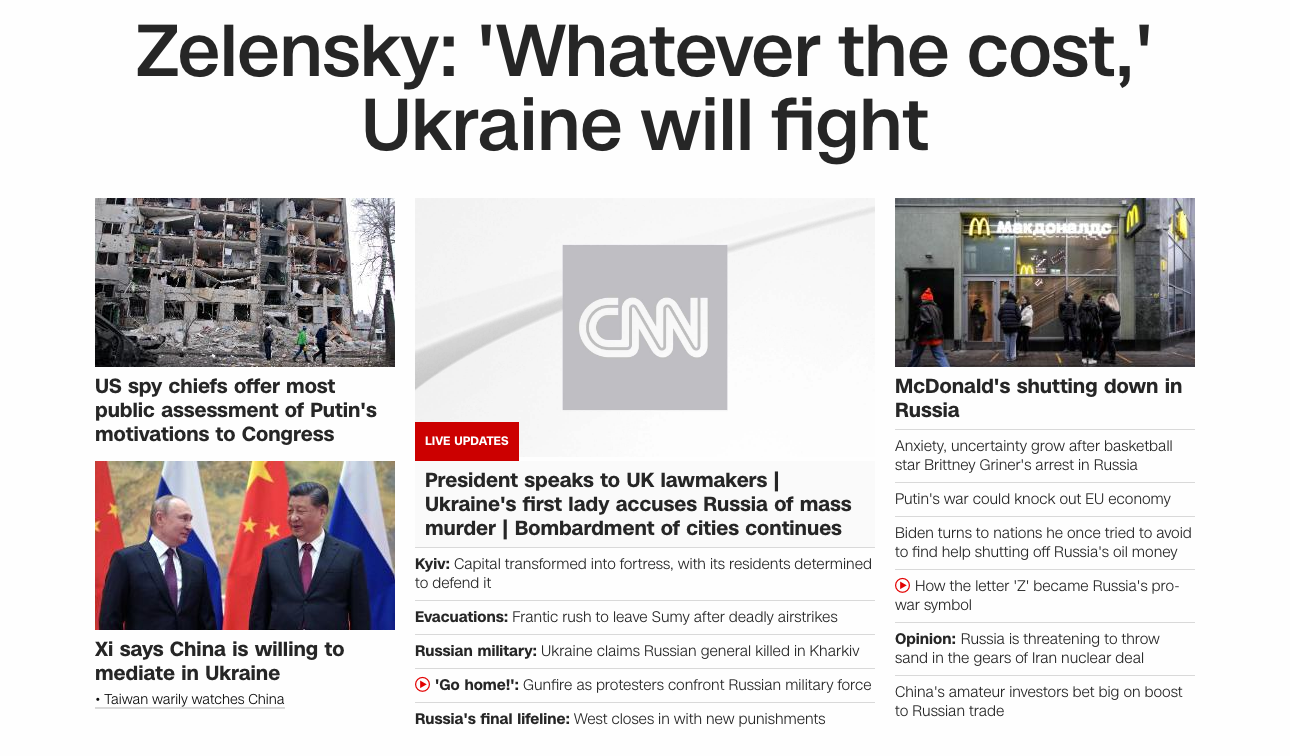 Zelensky: 'Whatever the cost,'
Ukraine will fight
US spy chiefs offer most
public assessment of Putin's
motivations to Congress
Xi says China is willing to
mediate in Ukraine
• Taiwan warily watches China
CNN
LIVE UPDATES
President speaks to UK lawmakers |
Ukraine's first lady accuses Russia of mass
murder | Bombardment of cities continues
Kyiv: Capital transformed into fortress, with its residents determined
to defend it
Evacuations: Frantic rush to leave Sumy after deadly airstrikes
Russian military: Ukraine claims Russian general killed in Kharkiv
'Go home!': Gunfire as protesters confront Russian military force
Russia's final lifeline: West closes in with new punishments
Макдоналдс
McDonald's shutting down in
Russia
Anxiety, uncertainty grow after basketball
star Brittney Griner's arrest in Russia
Putin's war could knock out EU economy
Biden turns to nations he once tried to avoid
to find help shutting off Russia's oil money
How the letter 'Z' became Russia's pro-
war symbol
Opinion: Russia is threatening to throw
sand in the gears of Iran nuclear deal
China's amateur investors bet big on boost
to Russian trade